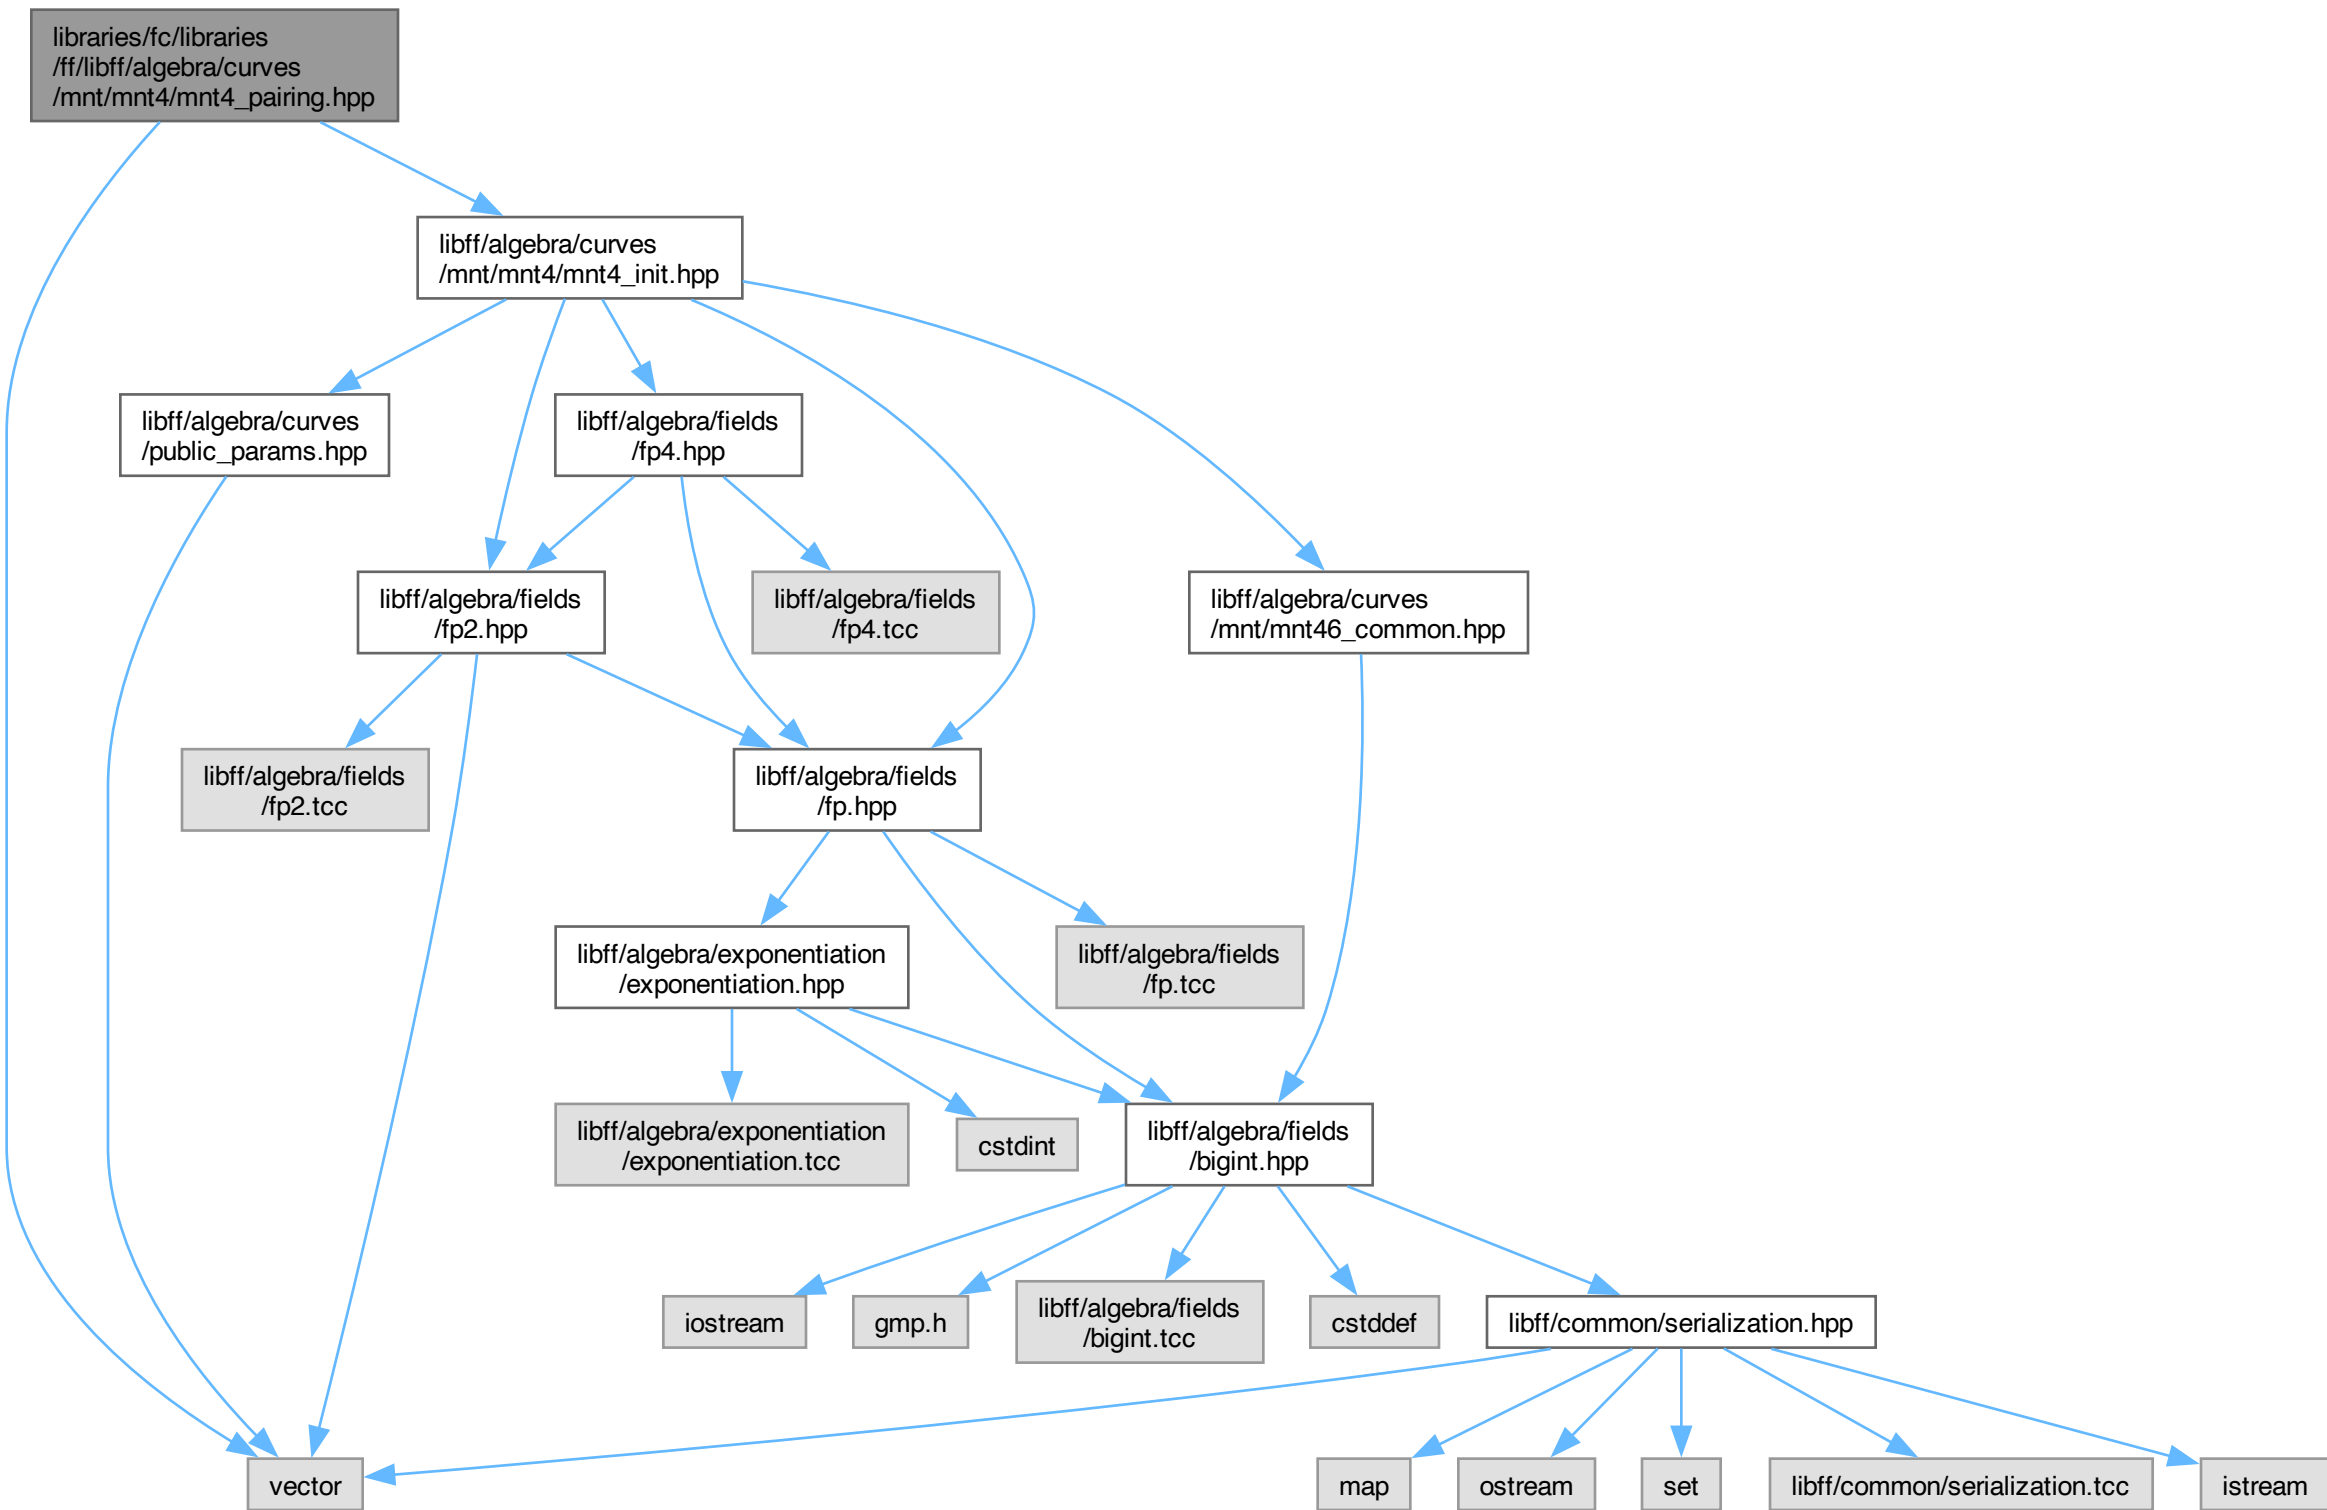 libraries/fc/libraries
/ff/libff/algebra/curves
/mnt/mnt4/mnt4_pairing.hpp
libff/algebra/curves
/mnt/mnt4/mnt4_init.hpp
libff/algebra/curves
/public_params.hpp
libff/algebra/fields
/fp4.hpp
libff/algebra/fields
/fp2.hpp
libff/algebra/fields
/fp4.tcc
libff/algebra/curves
/mnt/mnt46_common.hpp
libff/algebra/fields
/fp2.tcc
libff/algebra/fields
/fp.hpp
libff/algebra/exponentiation
/exponentiation.hpp
libff/algebra/fields
/fp.tcc
libff/algebra/exponentiation
/exponentiation.tcc
cstdint
libff/algebra/fields
/bigint.hpp
iostream
gmp.h
libff/algebra/fields
/bigint.tcc
cstddef
libff/common/serialization.hpp
vector
map
ostream
set
libff/common/serialization.tcc
istream